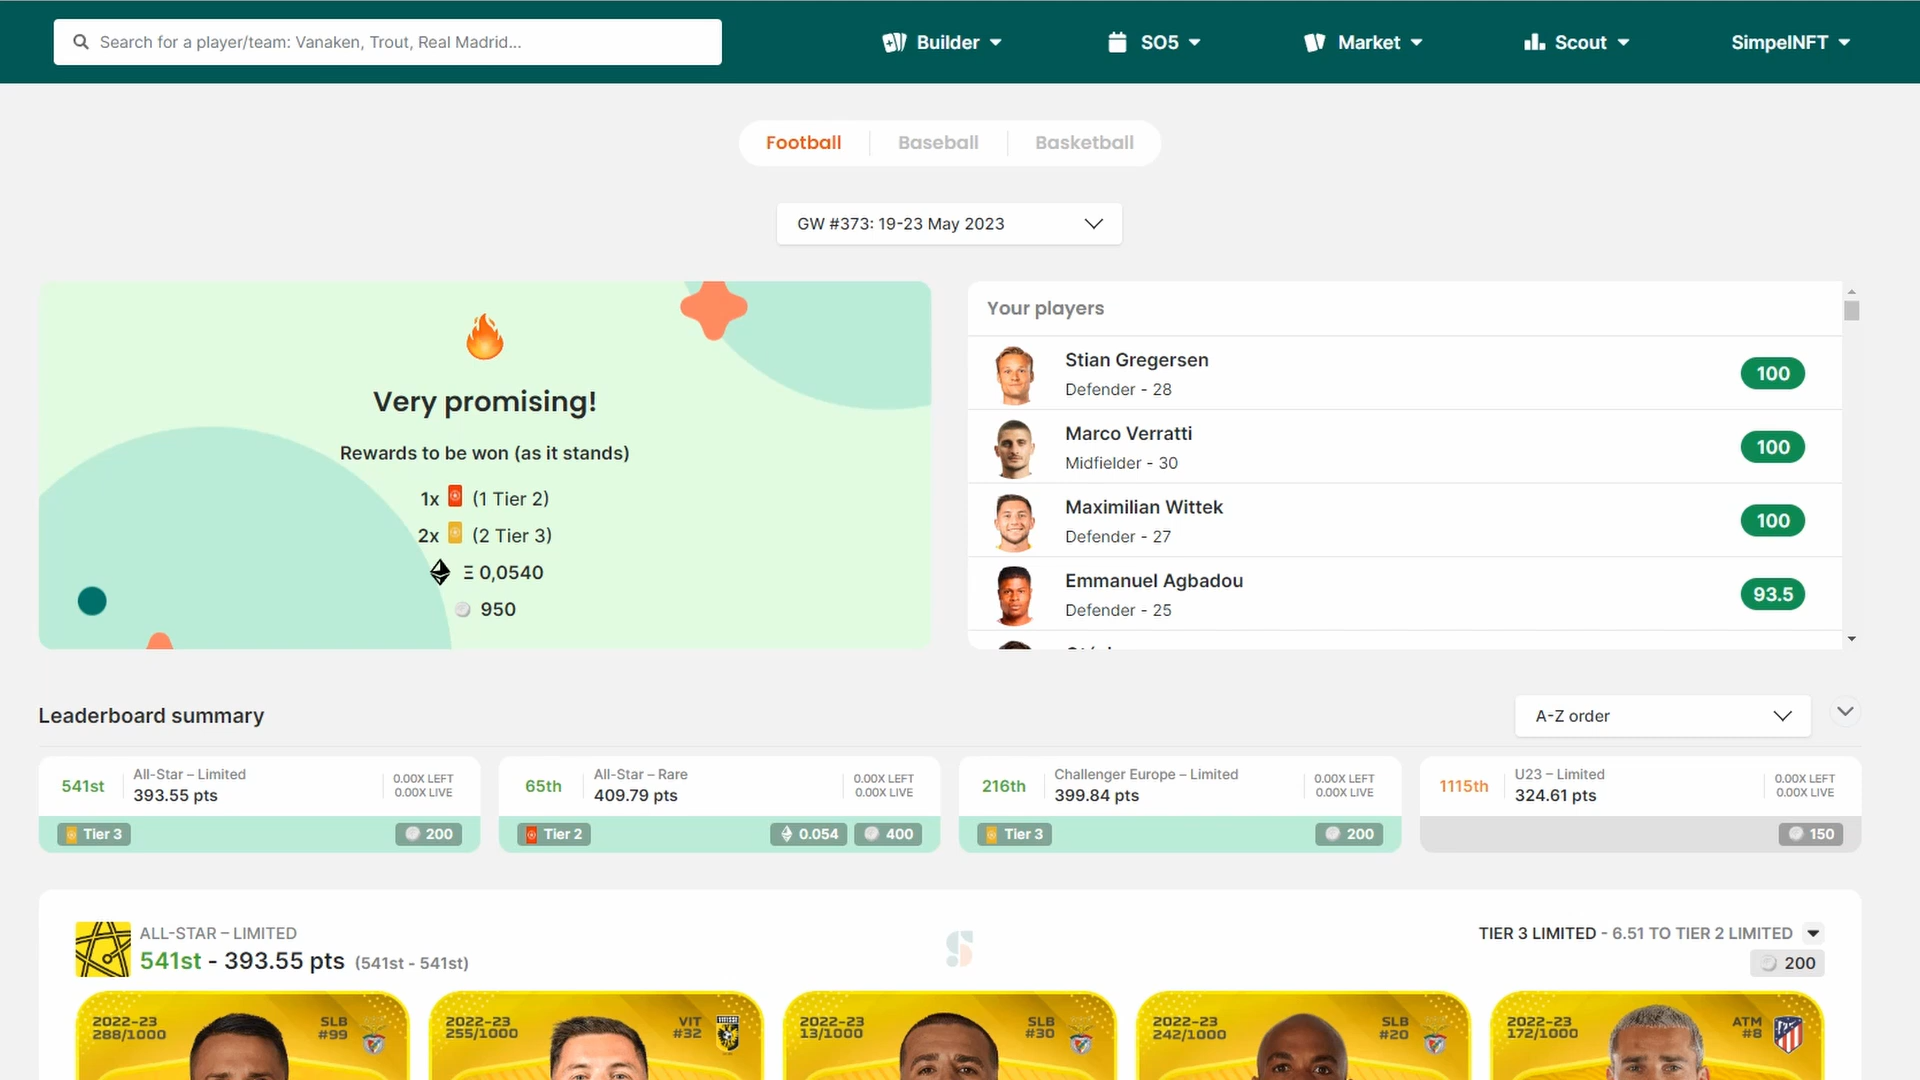 Search for a player/team: Vanaken, Trout, Real Madrid...
Builder
SO5
Market
Scout
SimpelNFT
Football
Baseball
Basketball
GW #373: 19-23 May 2023
Very promising!
Rewards to be won (as it stands)
1x (1 Tier 2)
2x (2 Tier 3)
Ξ 0,0540
950
Your players
Stian Gregersen
Defender - 28
100
Marco Verratti
Midfielder - 30
100
Maximilian Wittek
Defender - 27
100
Emmanuel Agbadou
Defender - 25
93.5
Leaderboard summary
A-Z order
541st
All-Star – Limited
393.55 pts
0.00X LEFT
0.00X LIVE
Tier 3
200
65th
All-Star – Rare
409.79 pts
0.00X LEFT
0.00X LIVE
Tier 2
0.054
400
216th
Challenger Europe – Limited
399.84 pts
0.00X LEFT
0.00X LIVE
Tier 3
200
1115th
U23 – Limited
324.61 pts
0.00X LEFT
0.00X LIVE
150
ALL-STAR – LIMITED
541st - 393.55 pts (541st - 541st)
TIER 3 LIMITED - 6.51 TO TIER 2 LIMITED
200
2022-23
288/1000
SLB
#99
2022-23
255/1000
VIT
#32
2022-23
13/1000
SLB
#30
2022-23
242/1000
SLB
#20
2022-23
172/1000
ATM
#8